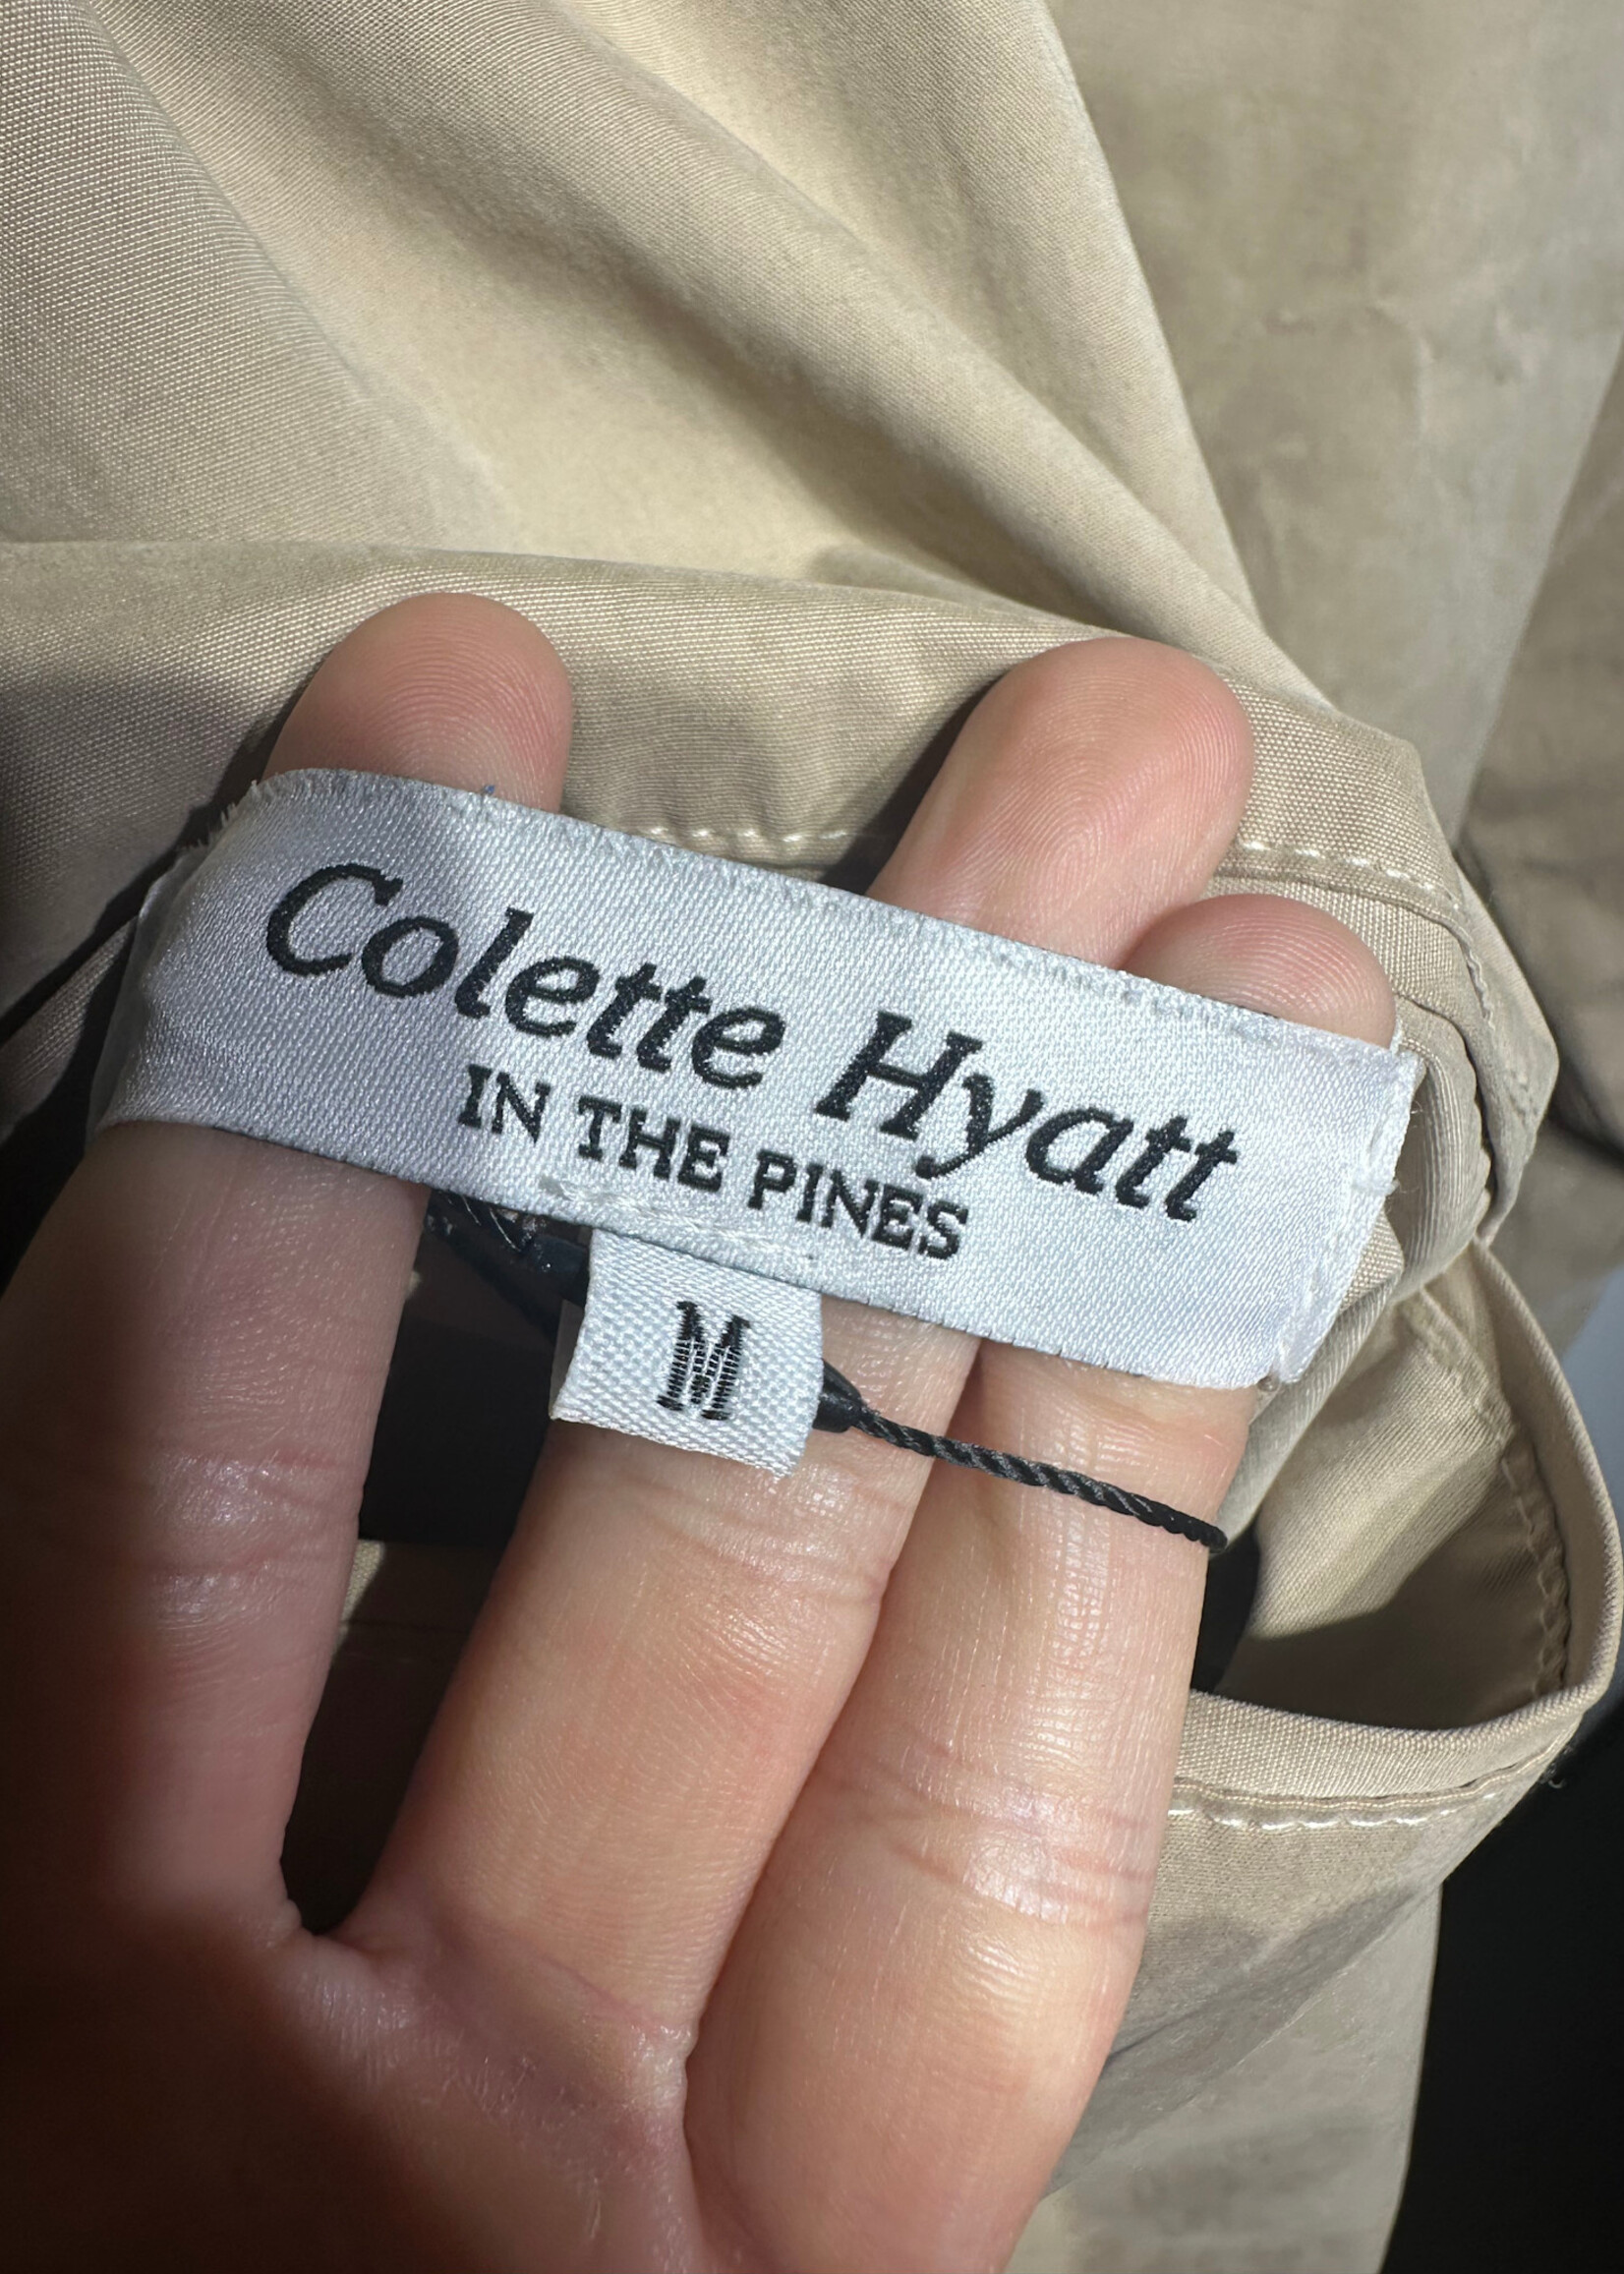 Colette Hyatt
IN THE PINES
M